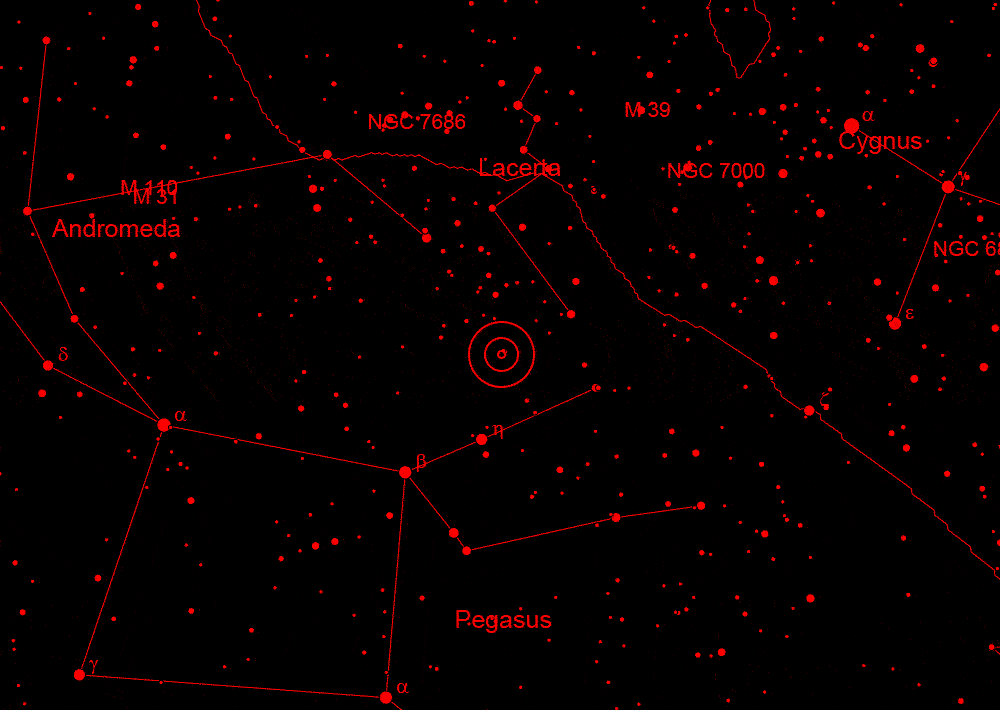 NGC 7686
M 39
α
Cygnus
Lacerta
NGC 7000
γ
M 110
M 31
Andromeda
NGC 68
ε
δ
ζ
α
η
β
Pegasus
γ
α